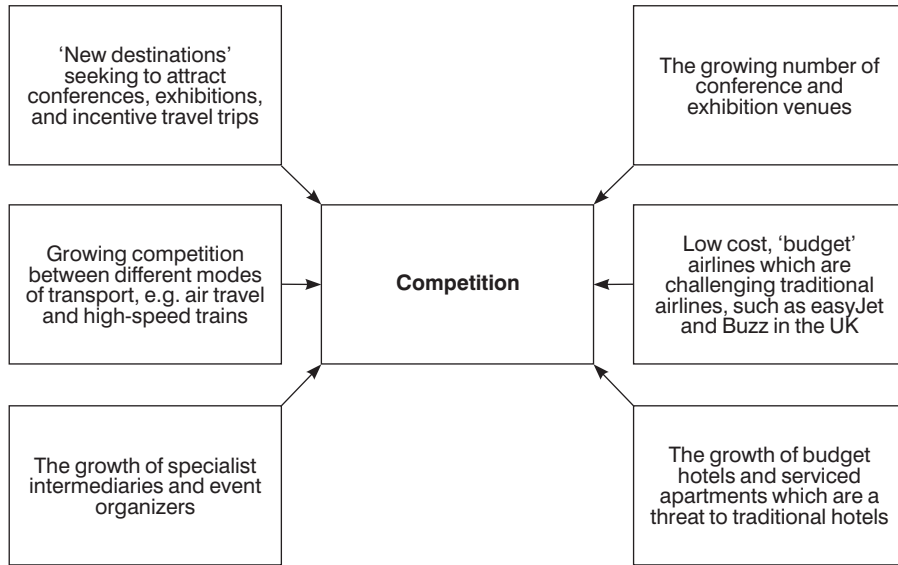 ‘New destinations’
seeking to attract
conferences, exhibitions,
and incentive travel trips
The growing number of
conference and
exhibition venues
Growing competition
between different modes
of transport, e.g. air travel
and high-speed trains
Competition
Low cost, ‘budget’
airlines which are
challenging traditional
airlines, such as easyJet
and Buzz in the UK
The growth of specialist
intermediaries and event
organizers
The growth of budget
hotels and serviced
apartments which are a
threat to traditional hotels